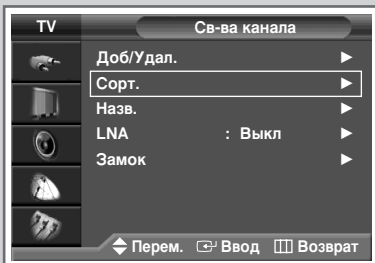 TV Св-ва канала
Доб/Удал. ►
Сорт. ►
Назв. ►
LNA : Выкл ►
Замок ►
Перем. Ввод Возврат